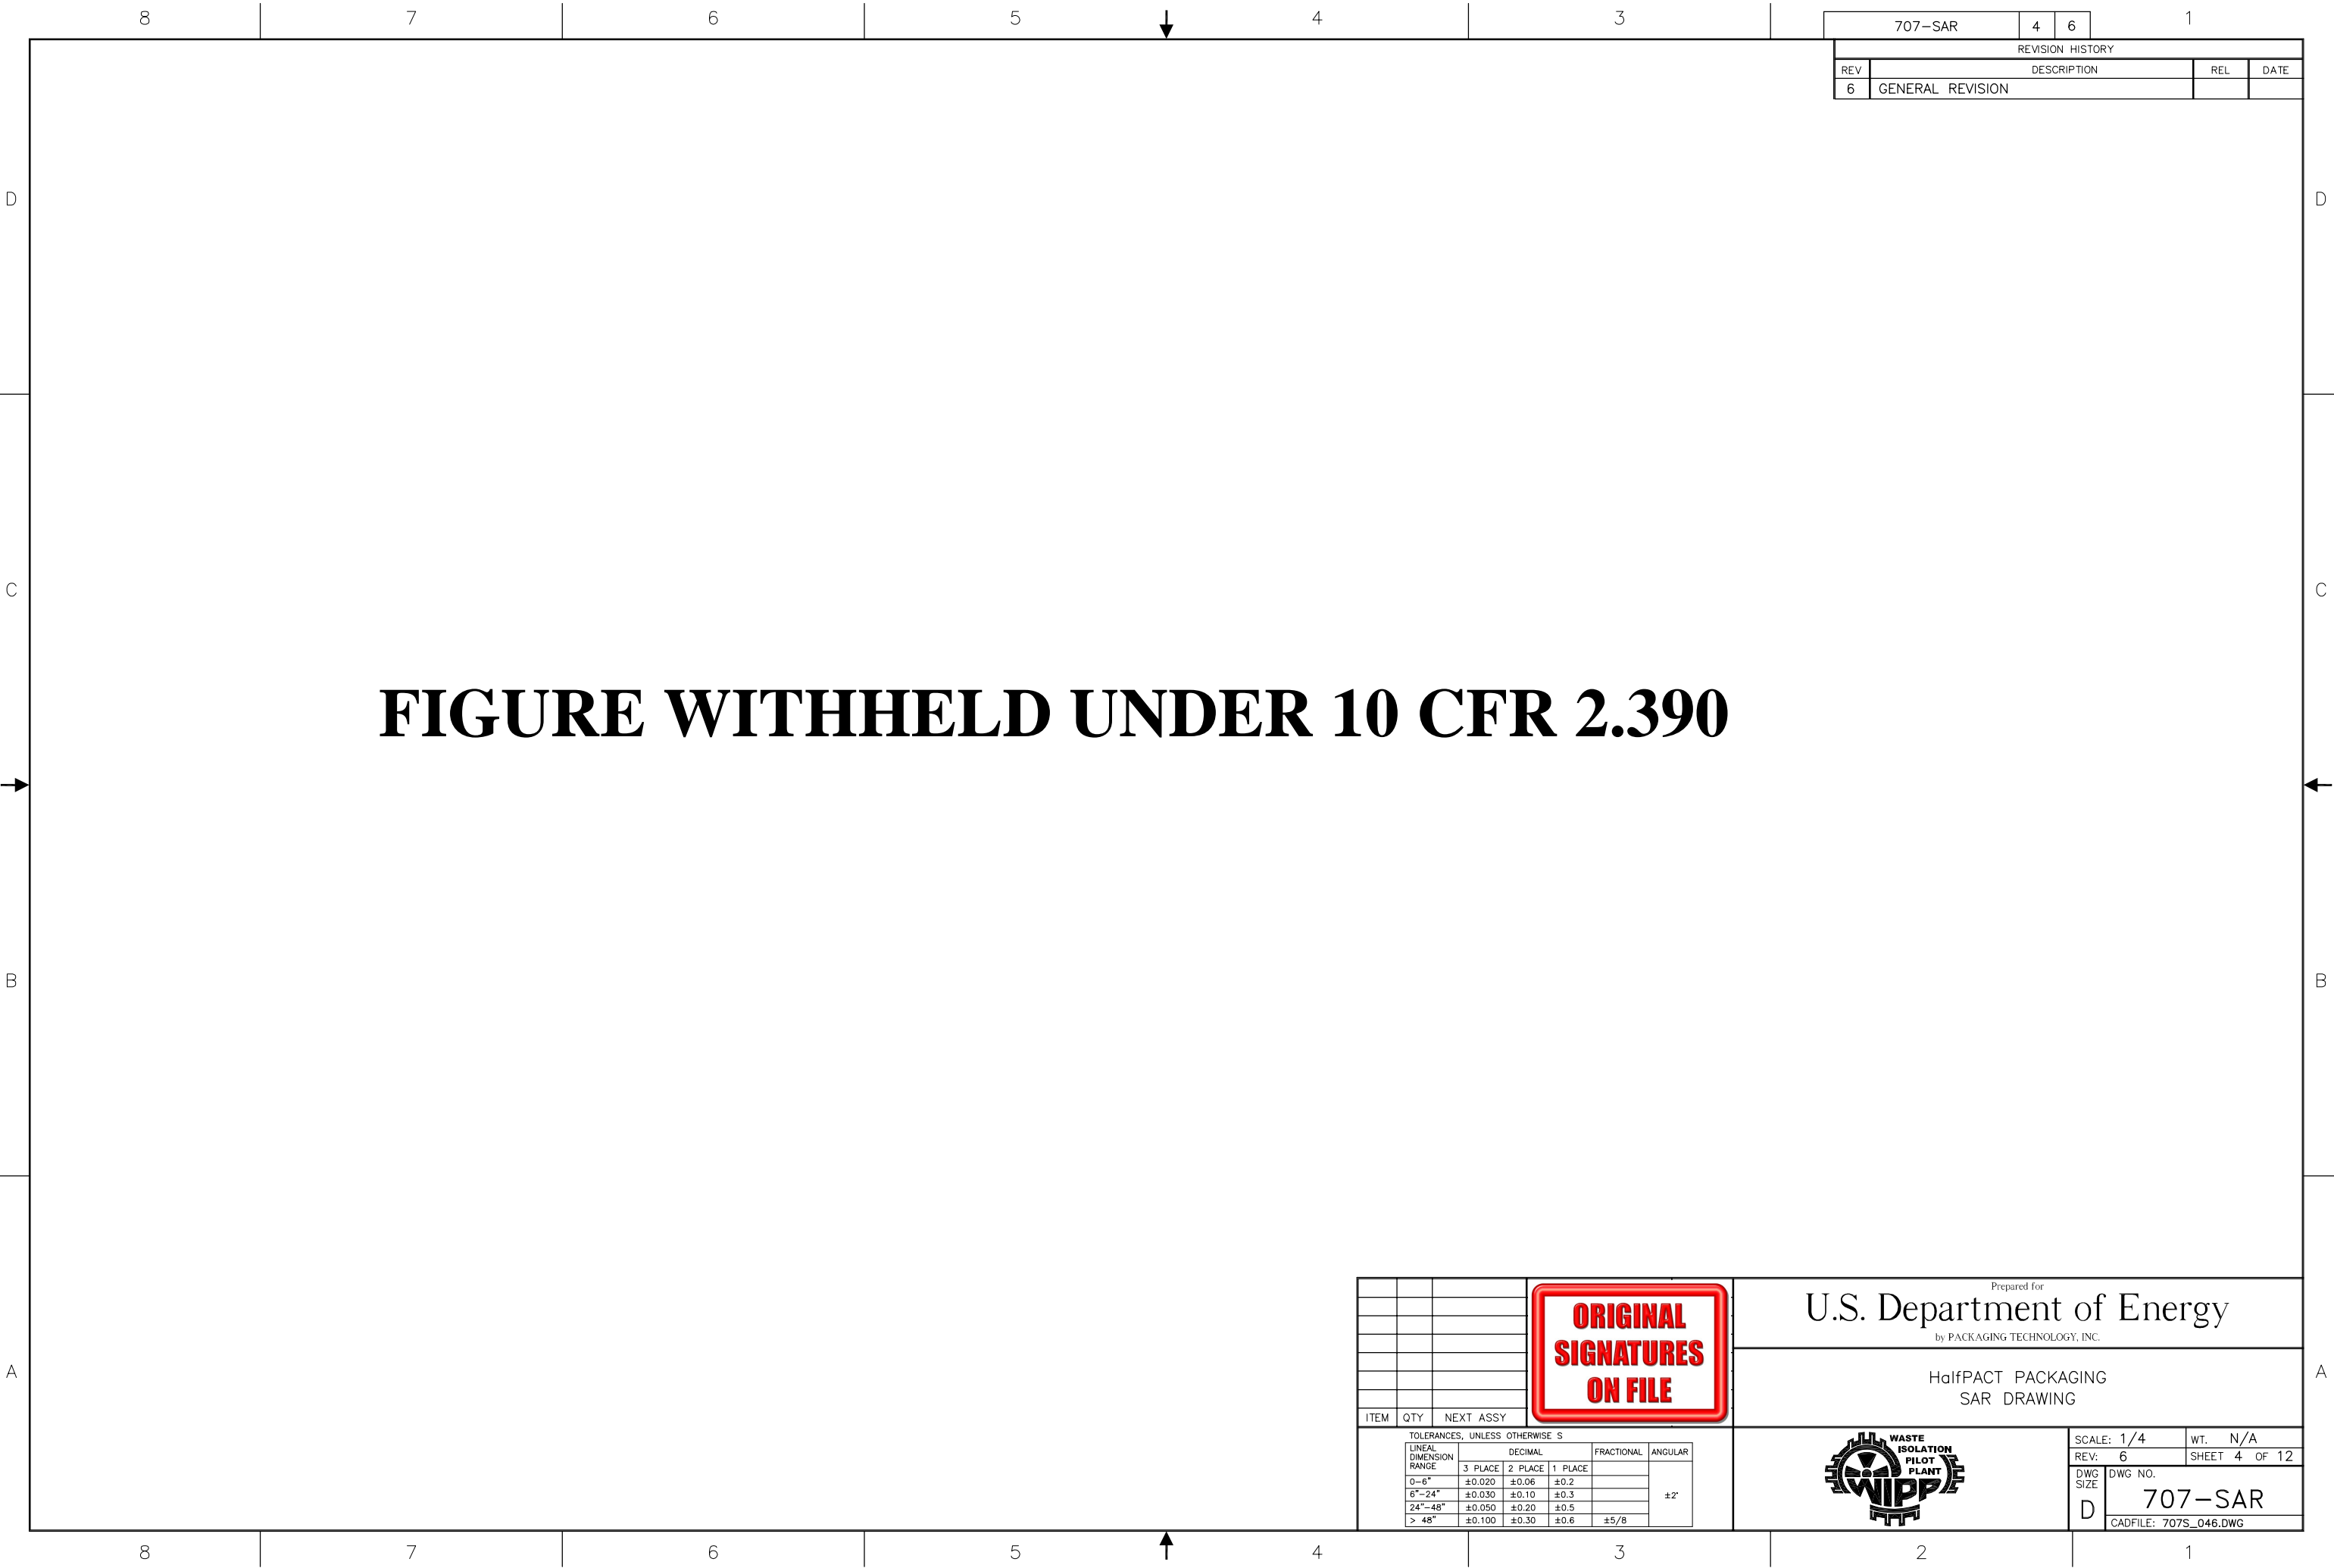 8 7 6 5 4 3 1
707-SAR 4 6
REVISION HISTORY
REV DESCRIPTION REL DATE
6 GENERAL REVISION
D D
C C
FIGURE WITHHELD UNDER 10 CFR 2.390
B B
A A
ORIGINAL
SIGNATURES
ON FILE
ITEM QTY NEXT ASSY
Prepared for
U.S. Department of Energy
by PACKAGING TECHNOLOGY, INC.
HalfPACT PACKAGING
SAR DRAWING
TOLERANCES, UNLESS OTHERWISE S
LINEAL
DIMENSION
RANGE
DECIMAL FRACTIONAL ANGULAR
3 PLACE 2 PLACE 1 PLACE
0-6" ±0.020 ±0.06 ±0.2
6"-24" ±0.030 ±0.10 ±0.3 ±2°
24"-48" ±0.050 ±0.20 ±0.5
> 48" ±0.100 ±0.30 ±0.6 ±5/8
WASTE
ISOLATION
PILOT
PLANT
WIPP
SCALE: 1/4 WT. N/A
REV: 6 SHEET 4 OF 12
DWG
SIZE
D
DWG NO.
707-SAR
CADFILE: 707S_046.DWG
8 7 6 5 4 3 2 1